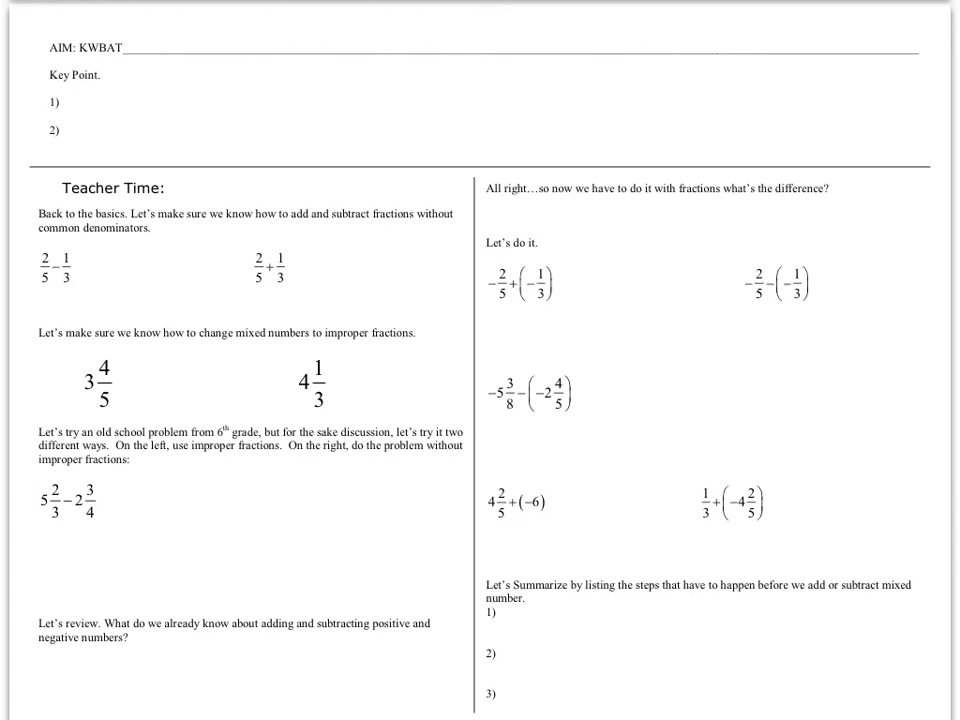 AIM: KWBAT
Key Point.
1)
2)
Teacher Time:
Back to the basics. Let's make sure we know how to add and subtract fractions without
common denominators.
2/5 − 1/3    2/5 + 1/3
Let's make sure we know how to change mixed numbers to improper fractions.
3 4/5    4 1/3
Let's try an old school problem from 6th grade, but for the sake discussion, let's try it two
different ways.  On the left, use improper fractions.  On the right, do the problem without
improper fractions:
5 2/3 − 2 3/4
Let's review. What do we already know about adding and subtracting positive and
negative numbers?
All right…so now we have to do it with fractions what's the difference?
Let's do it.
−2/5 + (−1/3)    −2/5 − (−1/3)
−5 3/8 − (−2 4/5)
4 2/5 + (−6)    1/3 + (−4 2/5)
Let's Summarize by listing the steps that have to happen before we add or subtract mixed
number.
1)
2)
3)